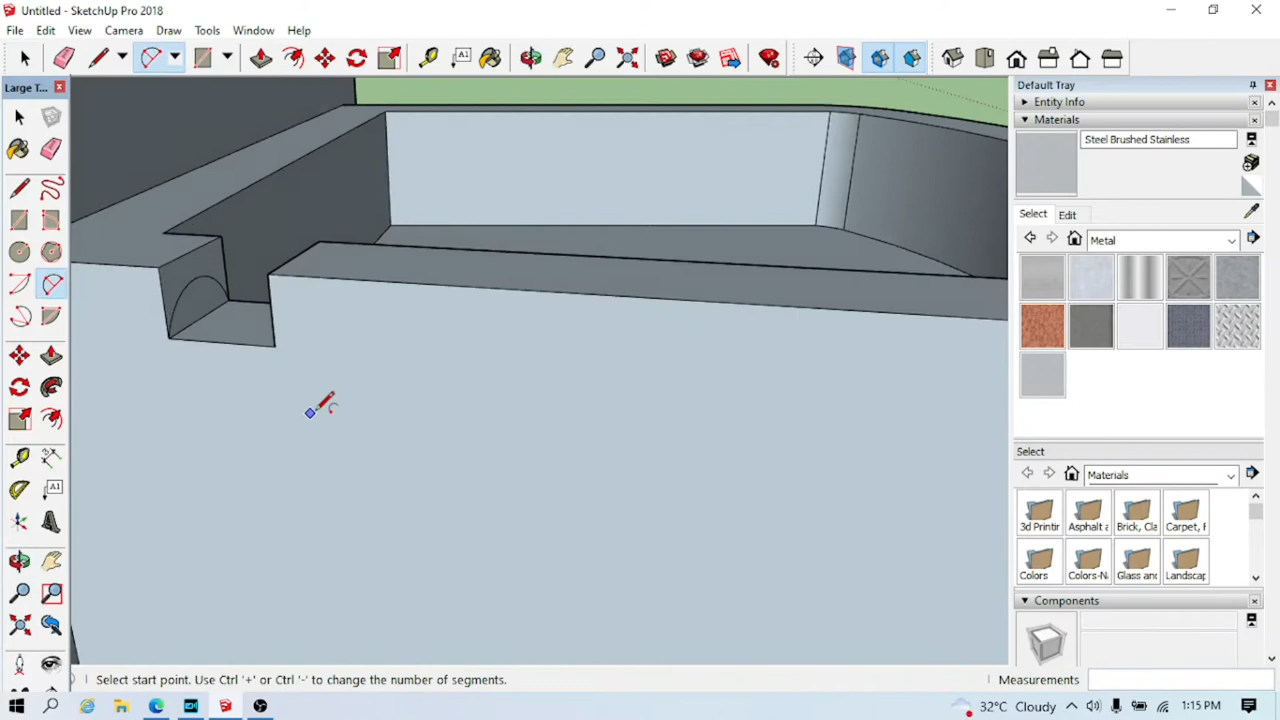 Untitled - SketchUp Pro 2018
File Edit View Camera Draw Tools Window Help
A1
Large T...
Default Tray
Entity Info
Materials
Steel Brushed Stainless
Select Edit
Metal
A1
Select
Materials
3d Printir Asphalt a Brick, Cla Carpet, F
Colors Colors-Na Glass and Landscap
Components
Select start point. Use Ctrl '+' or Ctrl '-' to change the number of segments.
Measurements
32°C Cloudy
1:15 PM